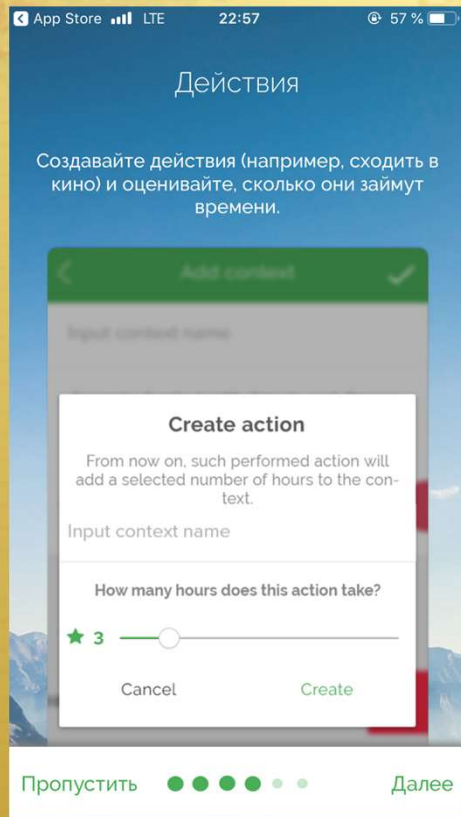 App Store LTE 22:57 57 %
Действия
Создавайте действия (например, сходить в
кино) и оценивайте, сколько они займут
времени.
Add context
Input context name
Create action
From now on, such performed action will
add a selected number of hours to the con-
text.
Input context name
How many hours does this action take?
3
Cancel Create
Пропустить Далее